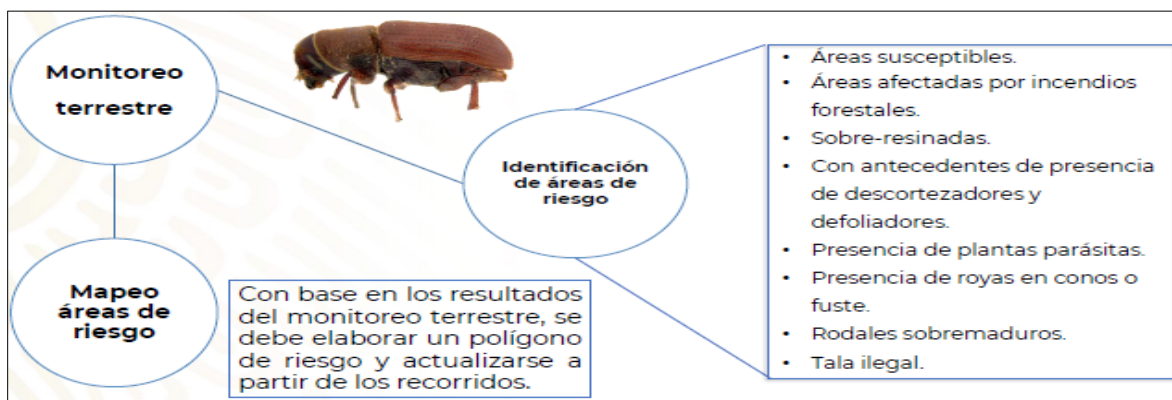 Monitoreo
terrestre
Identificación
de áreas de
riesgo
• Áreas susceptibles.
• Áreas afectadas por incendios
forestales.
• Sobre-resinadas.
• Con antecedentes de presencia
de descortezadores y
defoliadores.
• Presencia de plantas parásitas.
• Presencia de royas en conos o
fuste.
• Rodales sobremaduros.
• Tala ilegal.
Mapeo
áreas de
riesgo
Con base en los resultados
del monitoreo terrestre, se
debe elaborar un polígono
de riesgo y actualizarse a
partir de los recorridos.